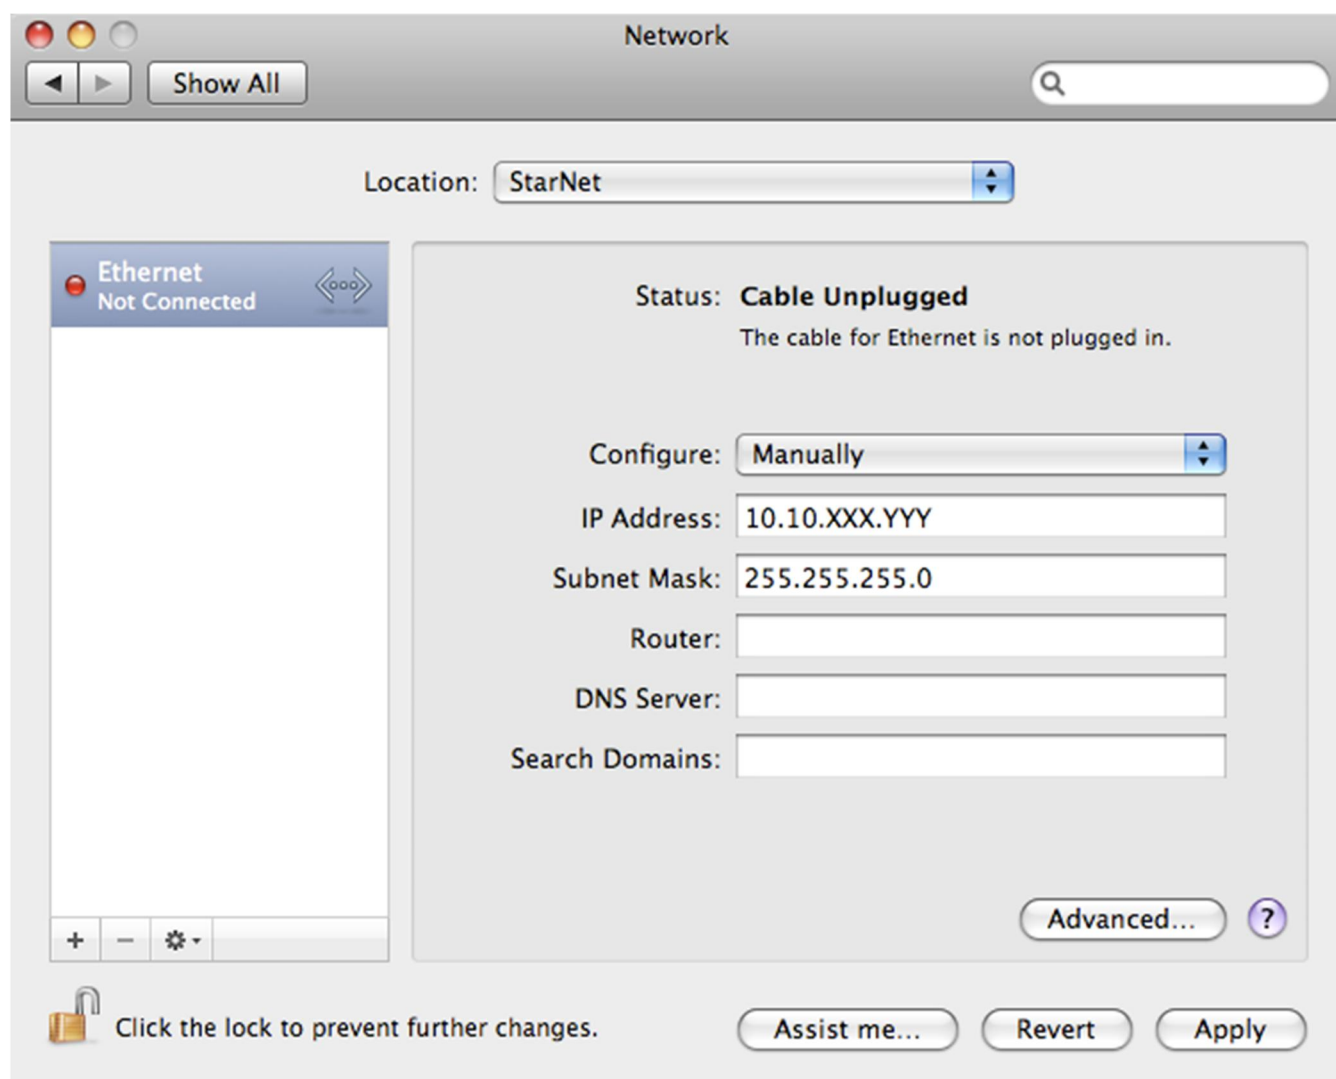 Network
Show All
Location: StarNet
Ethernet
Not Connected
Status: Cable Unplugged
The cable for Ethernet is not plugged in.
Configure: Manually
IP Address: 10.10.XXX.YYY
Subnet Mask: 255.255.255.0
Router:
DNS Server:
Search Domains:
Advanced... ?
Click the lock to prevent further changes.
Assist me... Revert Apply